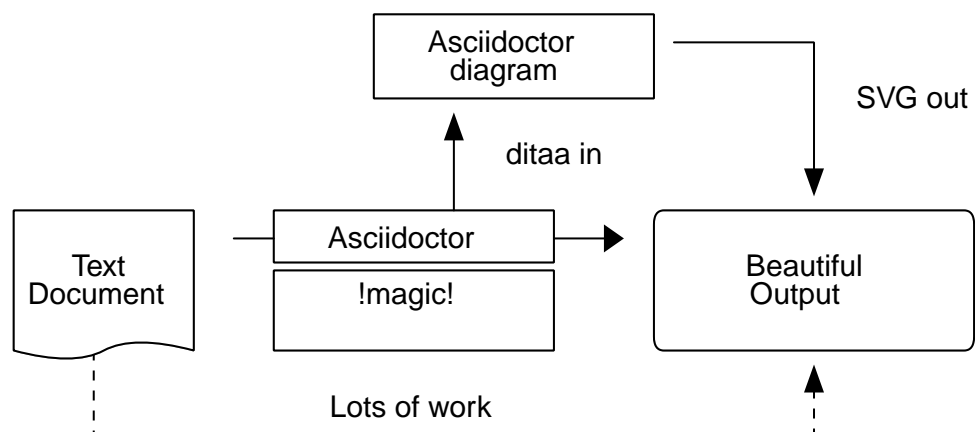 Asciidoctor
diagram
SVG out
ditaa in
Asciidoctor
Text
Document
!magic!
Beautiful
Output
Lots of work